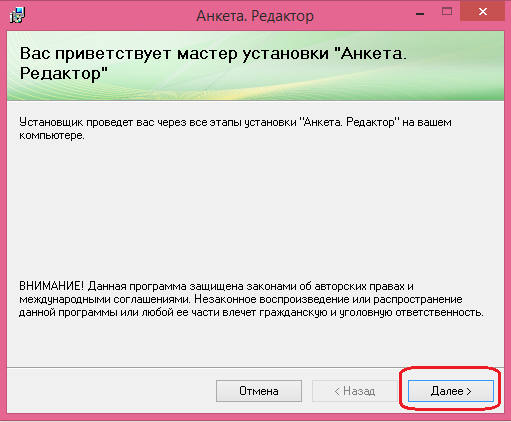 Анкета. Редактор
Вас приветствует мастер установки "Анкета.
Редактор"
Установщик проведет вас через все этапы установки "Анкета. Редактор" на вашем
компьютере.
ВНИМАНИЕ! Данная программа защищена законами об авторских правах и
международными соглашениями. Незаконное воспроизведение или распространение
данной программы или любой ее части влечет гражданскую и уголовную ответственность.
Отмена < Назад Далее >